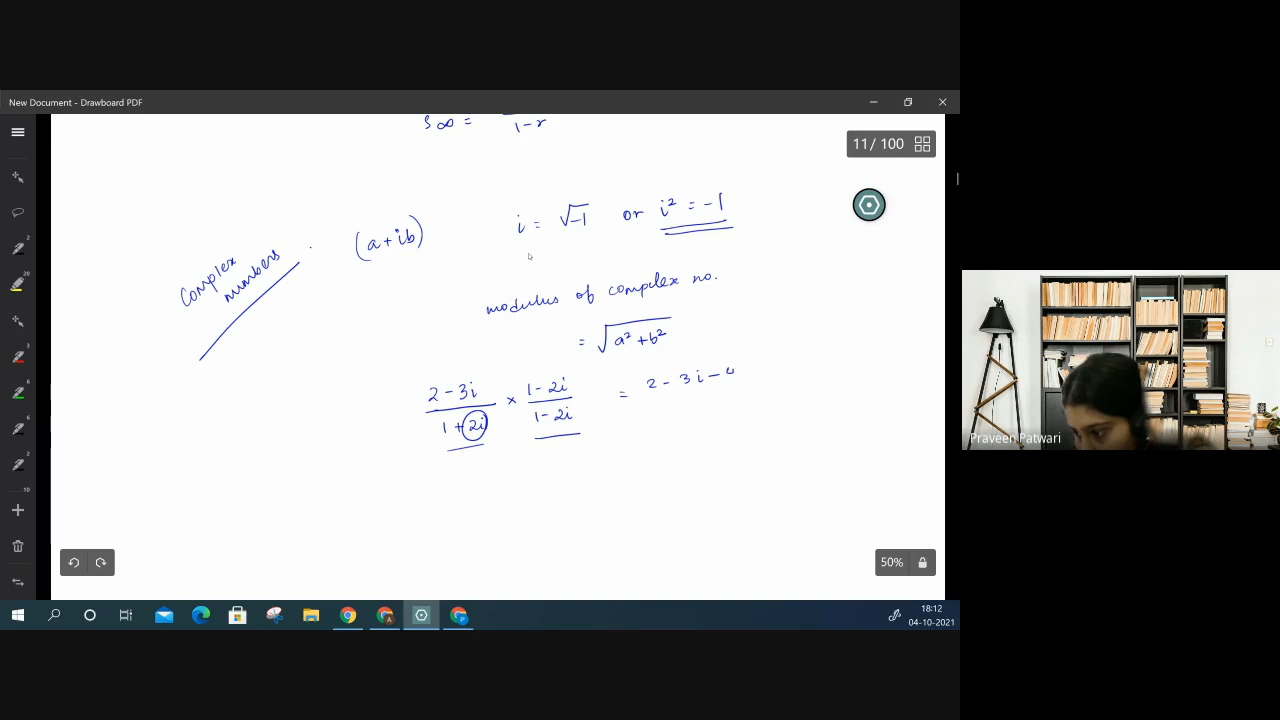 New Document - Drawboard PDF
S∞ =
1-r
11 / 100
Complex numbers
(a+ib)
i = √-1 or i² = -1
modulus of complex no.
= √a²+b²
2-3i / 1+2i × 1-2i / 1-2i = 2-3i-
Praveen Patwari
50%
18:12
04-10-2021